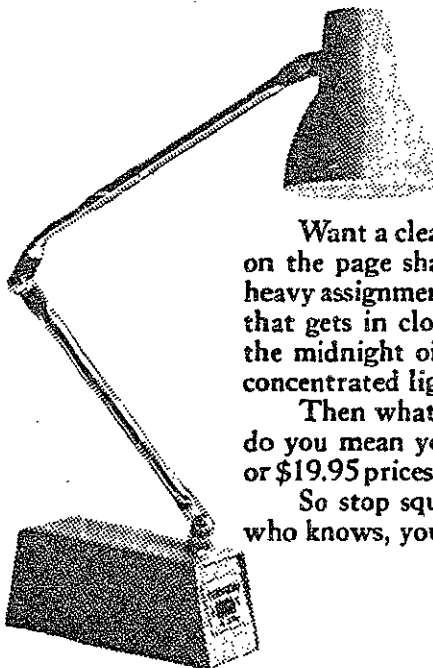 Want a clea
on the page sha
heavy assignmen
that gets in clo
the midnight oi
concentrated lig
Then what
do you mean yo
or $19.95 prices
So stop squ
who knows, you